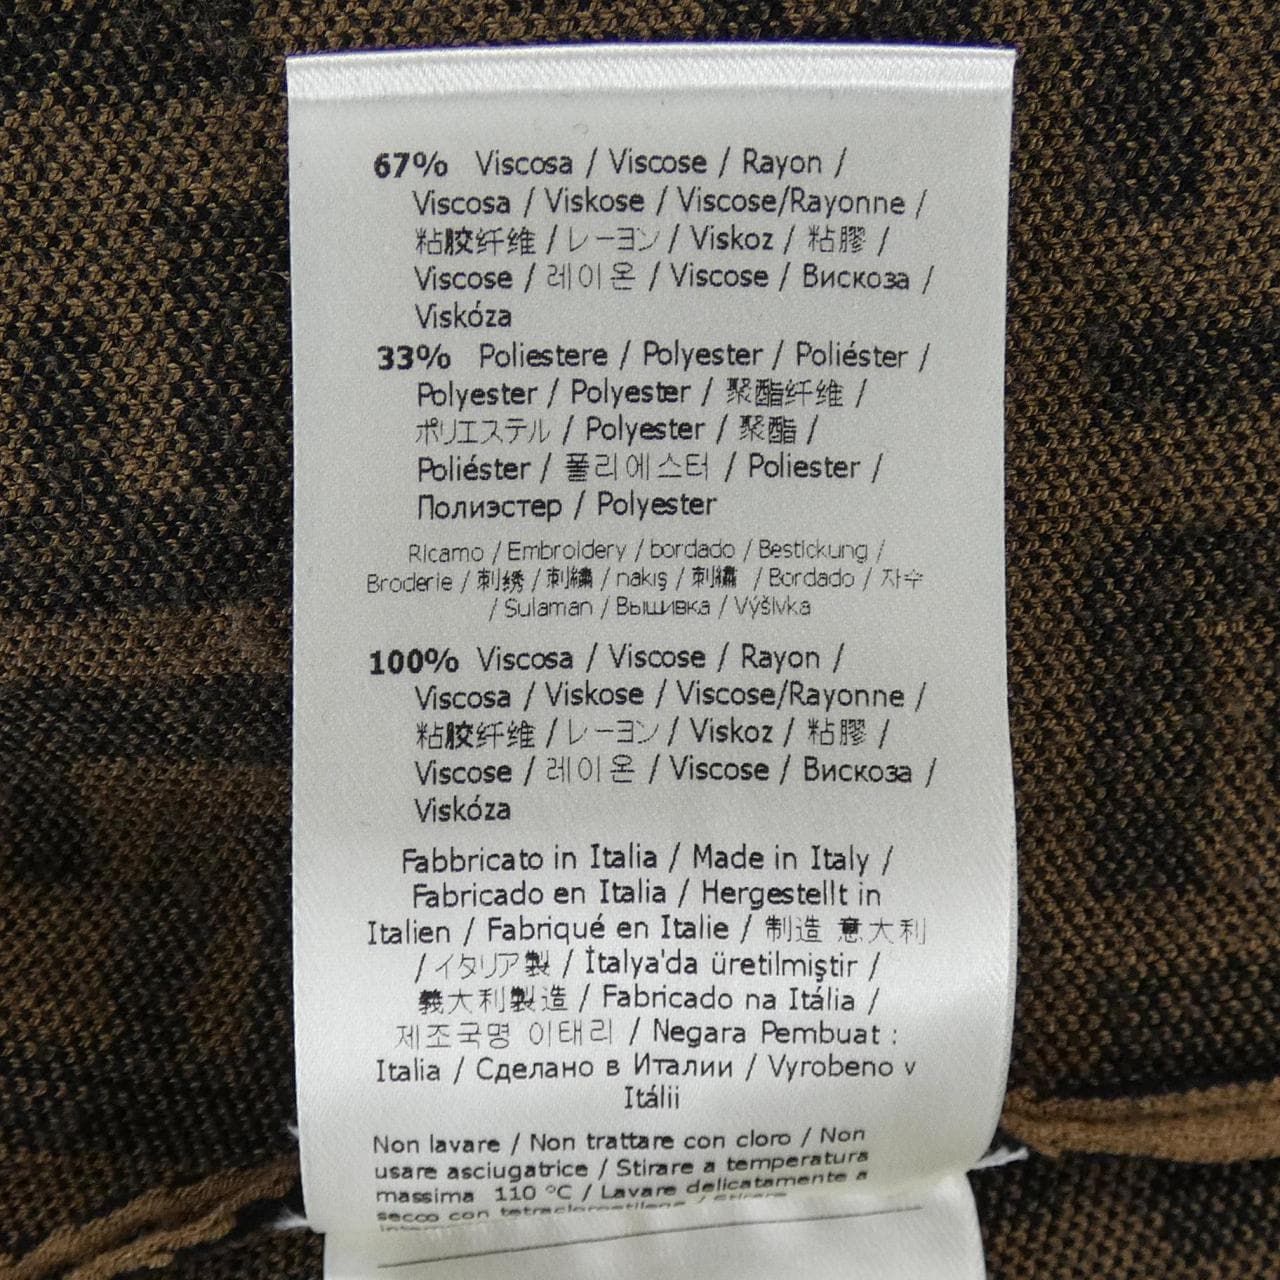 67% Viscosa / Viscose / Rayon /
Viscosa / Viskose / Viscose/Rayonne /
粘胶纤维 / レーヨン / Viskoz / 粘膠 /
Viscose / 레이온 / Viscose / Вискоза /
Viskóza
33% Poliestere / Polyester / Poliéster /
Polyester / Polyester / 聚酯纤维 /
ポリエステル / Polyester / 聚酯 /
Poliéster / 폴리에스터 / Poliester /
Полиэстер / Polyester
Ricamo / Embroidery / bordado / Bestickung /
Broderie / 刺绣 / 刺繍 / nakış / 刺繡 / Bordado / 자수
/ Sulaman / Вышивка / Výšivka
100% Viscosa / Viscose / Rayon /
Viscosa / Viskose / Viscose/Rayonne /
粘胶纤维 / レーヨン / Viskoz / 粘膠 /
Viscose / 레이온 / Viscose / Вискоза /
Viskóza
Fabbricato in Italia / Made in Italy /
Fabricado en Italia / Hergestellt in
Italien / Fabriqué en Italie / 制造 意大利
/ イタリア製 / İtalya'da üretilmiştir /
義大利製造 / Fabricado na Itália /
제조국명 이태리 / Negara Pembuat :
Italia / Сделано в Италии / Vyrobeno v
Itálii
Non lavare / Non trattare con cloro / Non
usare asciugatrice / Stirare a temperatura
massima 110 °C / Lavare delicatamente a
secco con tetracloroetilene / Stirare